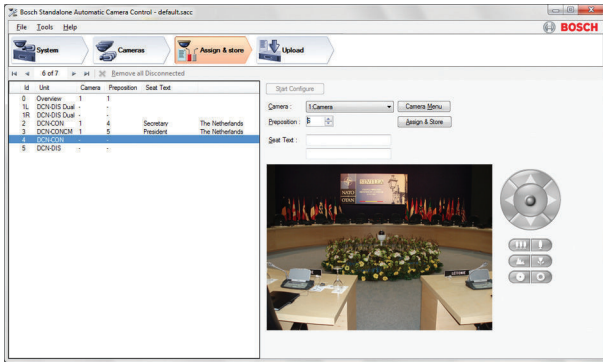 Bosch Standalone Automatic Camera Control - default.sacc
File Tools Help
BOSCH
System Cameras Assign & store Upload
6 of 7 Remove all Disconnected
Id Unit Camera Preposition Seat Text
0 Overview 1 1
1L DCN-DIS Dual - -
1R DCN-DIS Dual - -
2 DCN-CON 1 4 Secretary The Netherlands
3 DCN-CONCM 1 5 President The Netherlands
4 DCN-CON - -
5 DCN-DIS - -
Start Configure
Camera : 1:Camera Camera Menu
Preposition : Assign & Store
Seat Text :
NATO
OTAN